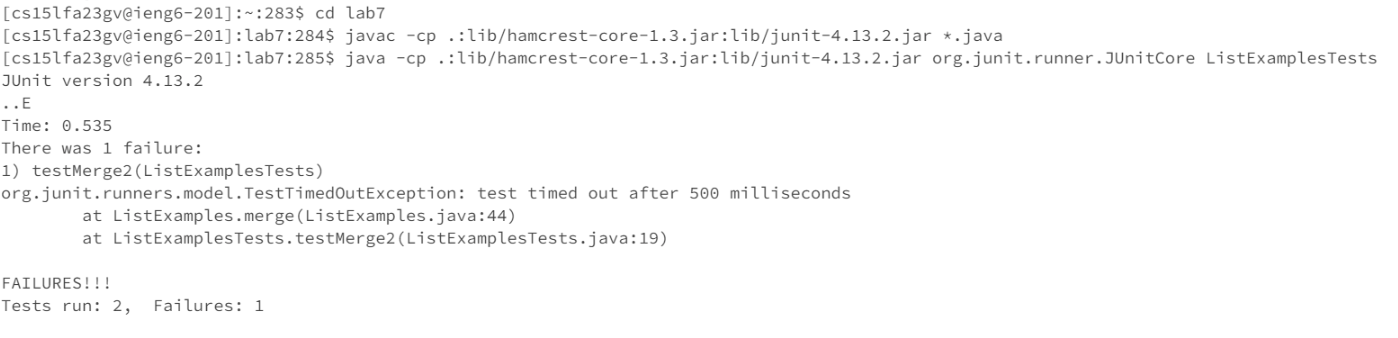 [cs15lfa23gv@ieng6-201]:~:283$ cd lab7
[cs15lfa23gv@ieng6-201]:lab7:284$ javac -cp .:lib/hamcrest-core-1.3.jar:lib/junit-4.13.2.jar *.java
[cs15lfa23gv@ieng6-201]:lab7:285$ java -cp .:lib/hamcrest-core-1.3.jar:lib/junit-4.13.2.jar org.junit.runner.JUnitCore ListExamplesTests
JUnit version 4.13.2
..E
Time: 0.535
There was 1 failure:
1) testMerge2(ListExamplesTests)
org.junit.runners.model.TestTimedOutException: test timed out after 500 milliseconds
        at ListExamples.merge(ListExamples.java:44)
        at ListExamplesTests.testMerge2(ListExamplesTests.java:19)

FAILURES!!!
Tests run: 2,  Failures: 1